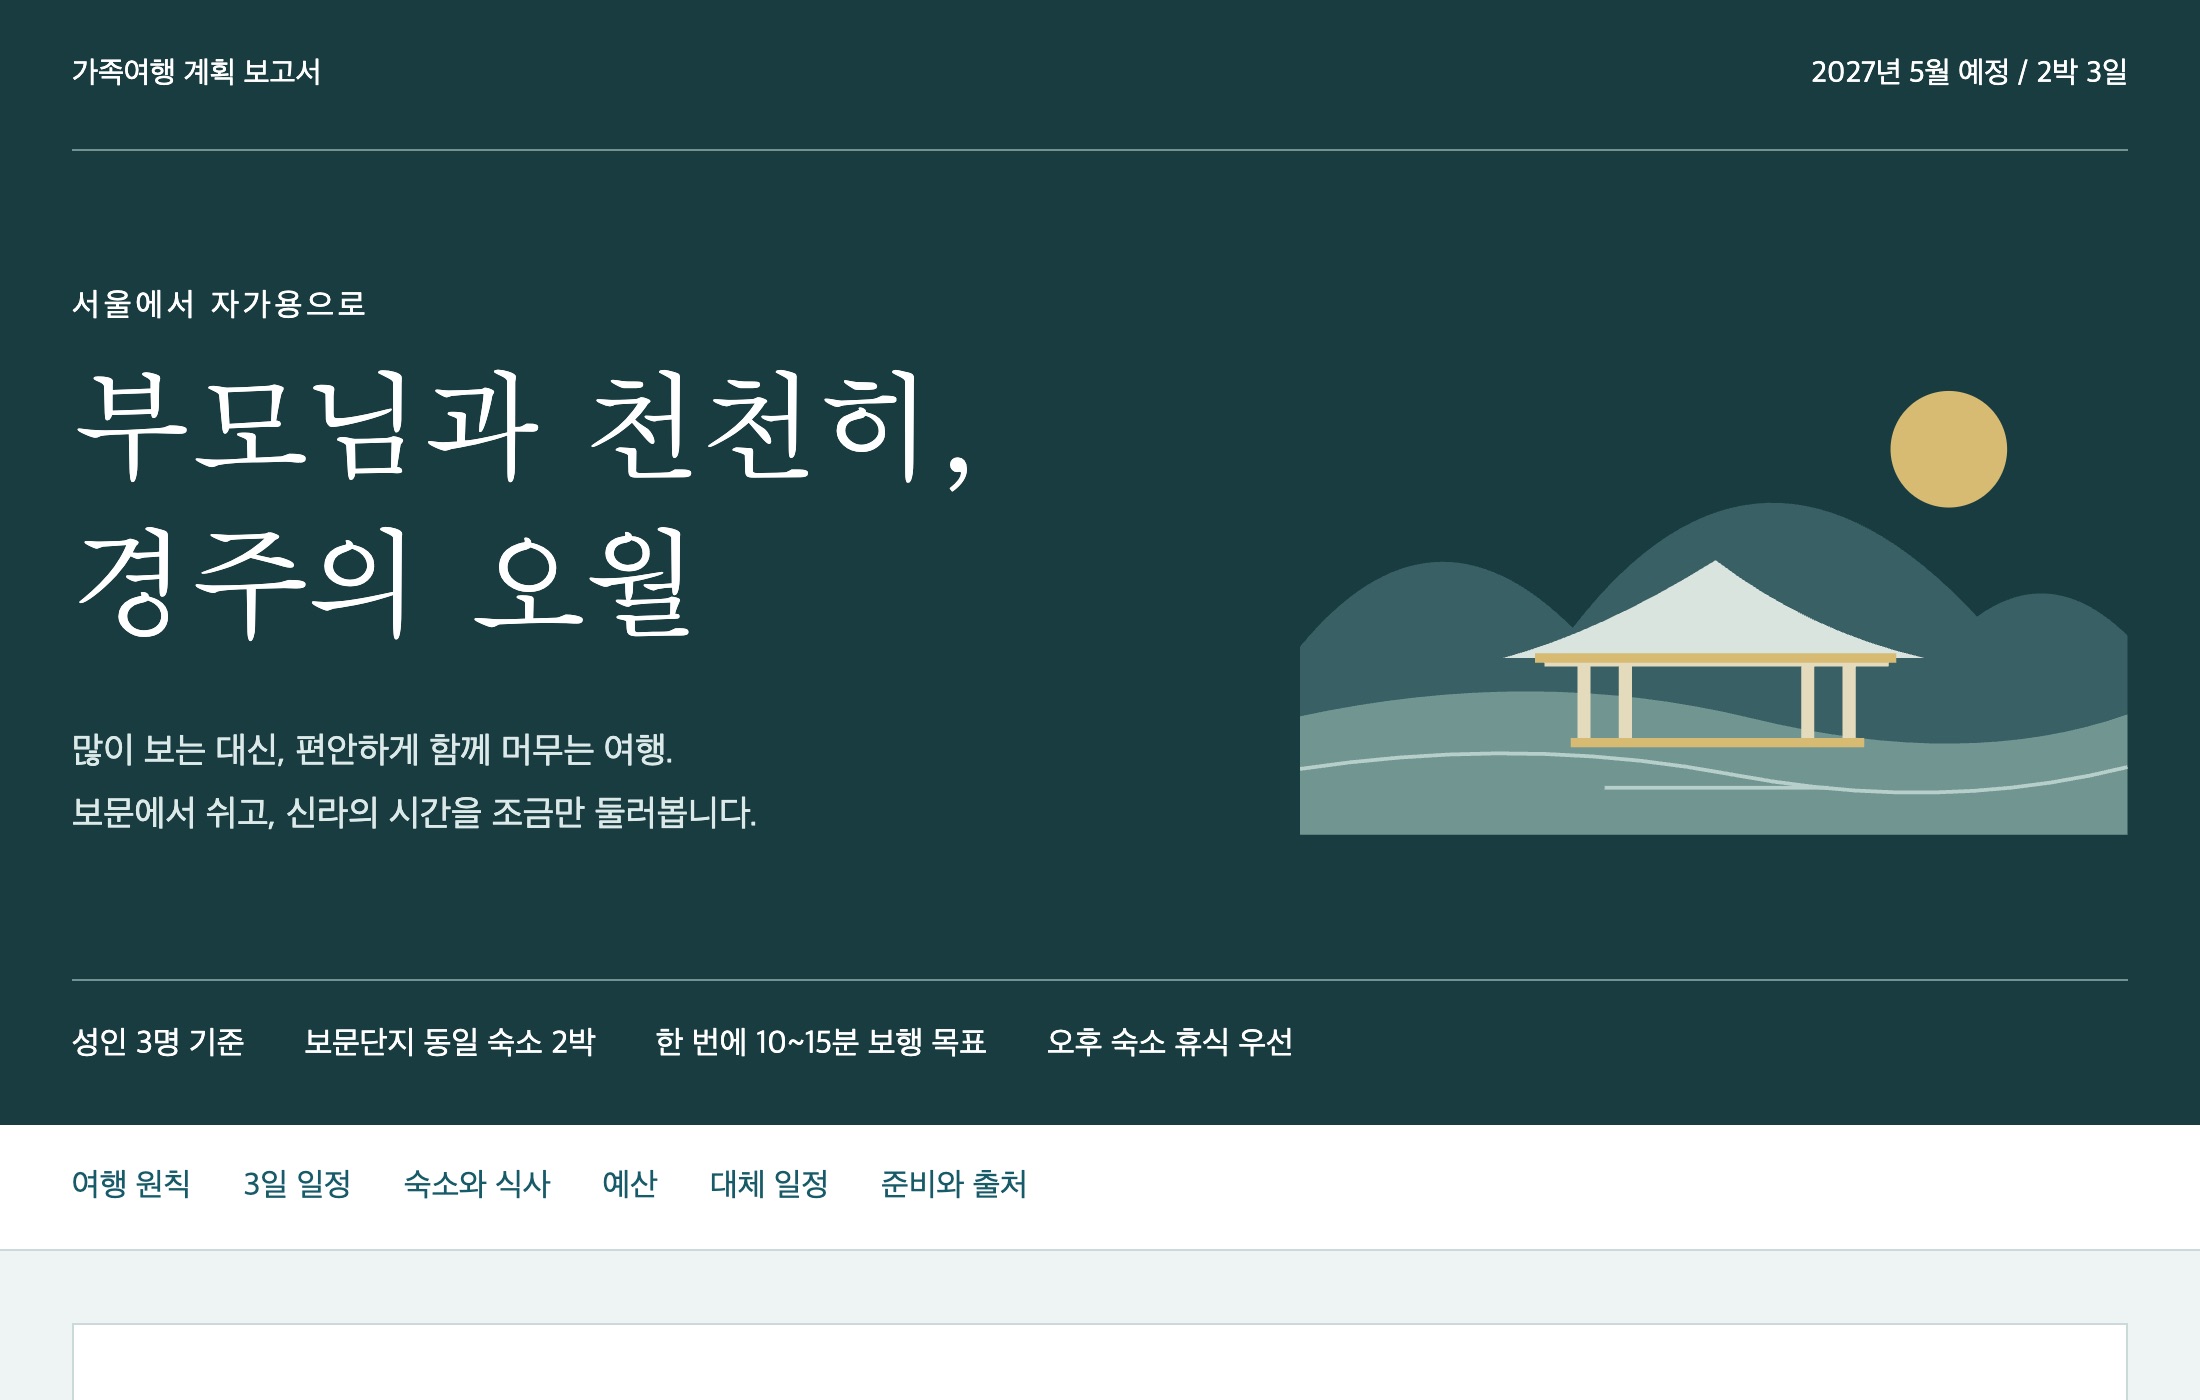 가족여행 계획 보고서
2027년 5월 예정 / 2박 3일
서울에서 자가용으로
부모님과 천천히,
경주의 오월
많이 보는 대신, 편안하게 함께 머무는 여행.
보문에서 쉬고, 신라의 시간을 조금만 둘러봅니다.
성인 3명 기준 보문단지 동일 숙소 2박 한 번에 10~15분 보행 목표 오후 숙소 휴식 우선
여행 원칙 3일 일정 숙소와 식사 예산 대체 일정 준비와 출처